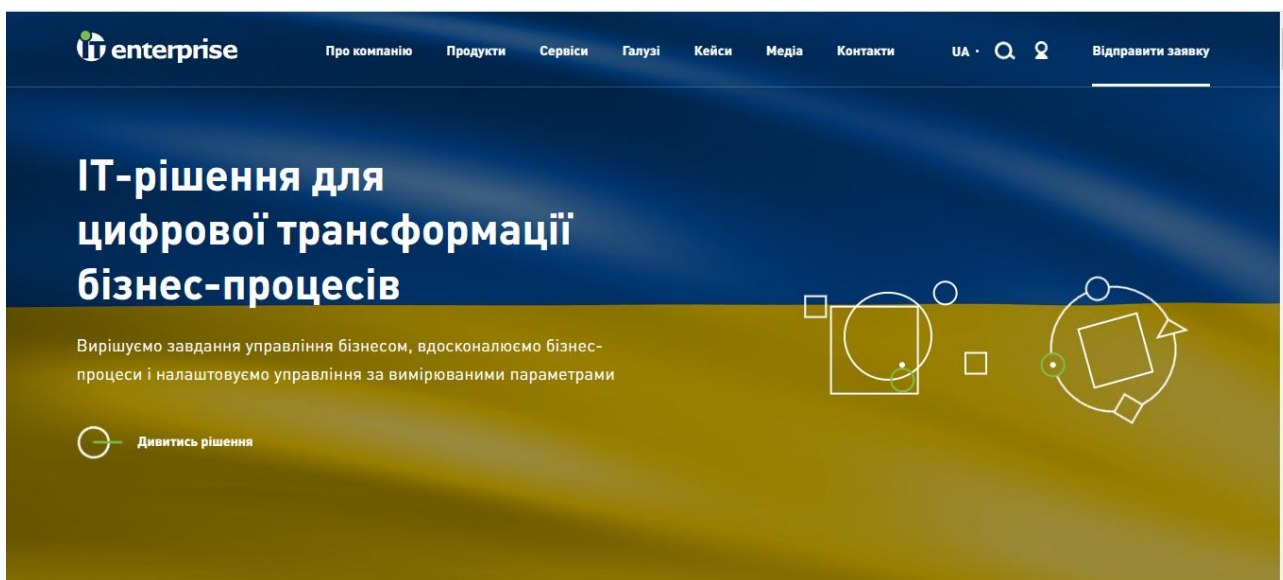 it enterprise
Про компанію Продукти Сервіси Галузі Кейси Медіа Контакти UA · Відправити заявку
ІТ-рішення для
цифрової трансформації
бізнес-процесів
Вирішуємо завдання управління бізнесом, вдосконалюємо бізнес-
процеси і налаштовуємо управління за вимірюваними параметрами
Дивитись рішення